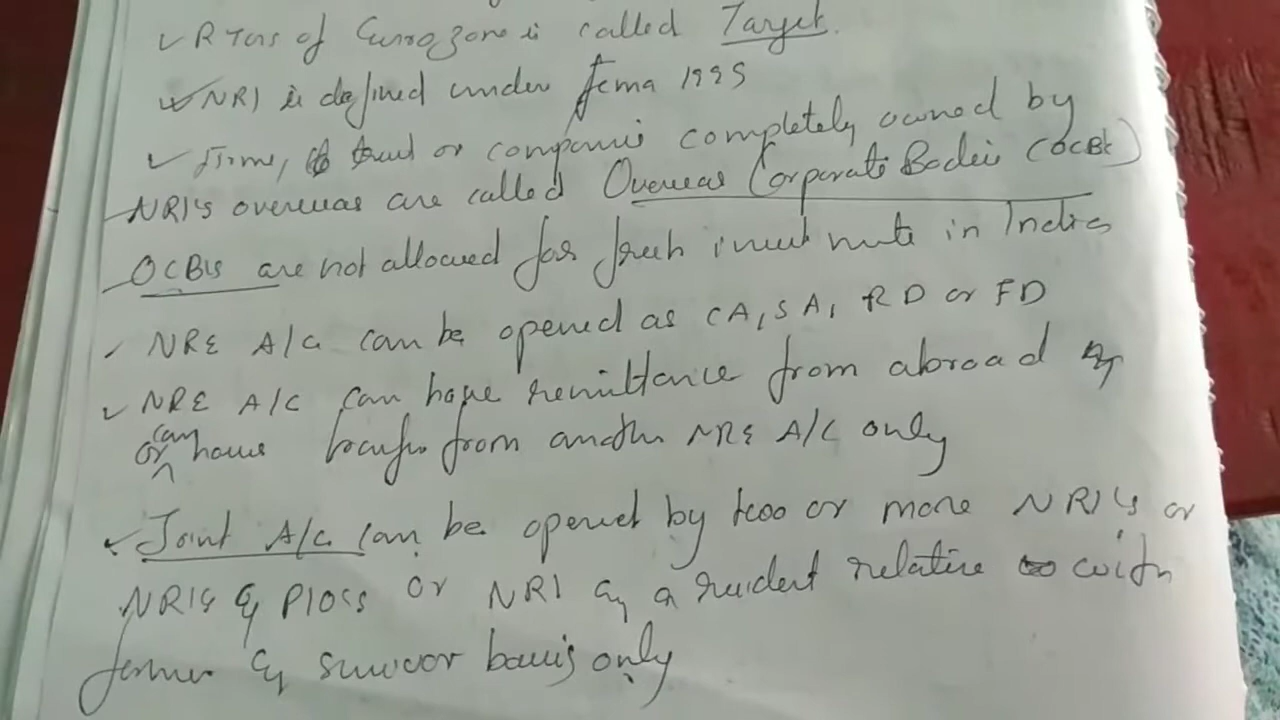 RTGS of Eurozone is called Target.
NRI is defined under fema 1999
Firms, trust or companies completely owned by
NRI's overseas are called Overseas Corporate Bodies (OCBs)
OCBs are not allowed for fresh investments in India
NRE A/c can be opened as CA, SA, RD or FD
NRE A/C can have remittance from abroad &
can
or have transfer from another NRE A/C only
Joint A/c can be opened by two or more NRI's or
NRIs & PIOs or NRI & a resident relative with
former & survivor basis only